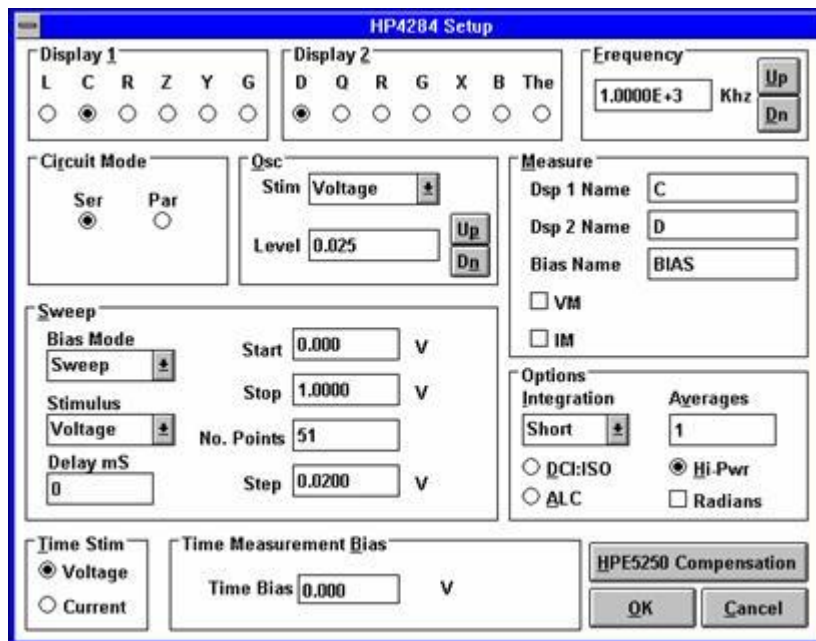 HP4284 Setup
Display 1
L C R Z Y G
Display 2
D Q R G X B The
Frequency
1.0000E+3 Khz
Up
Dn
Circuit Mode
Ser Par
Osc
Stim Voltage
Level 0.025
Up
Dn
Measure
Dsp 1 Name C
Dsp 2 Name D
Bias Name BIAS
VM
IM
Sweep
Bias Mode
Sweep
Stimulus
Voltage
Delay mS
0
Start 0.000 V
Stop 1.0000 V
No. Points 51
Step 0.0200 V
Options
Integration Averages
Short 1
DCI:ISO Hi-Pwr
ALC Radians
Time Stim
Voltage
Current
Time Measurement Bias
Time Bias 0.000 V
HPE5250 Compensation
OK Cancel